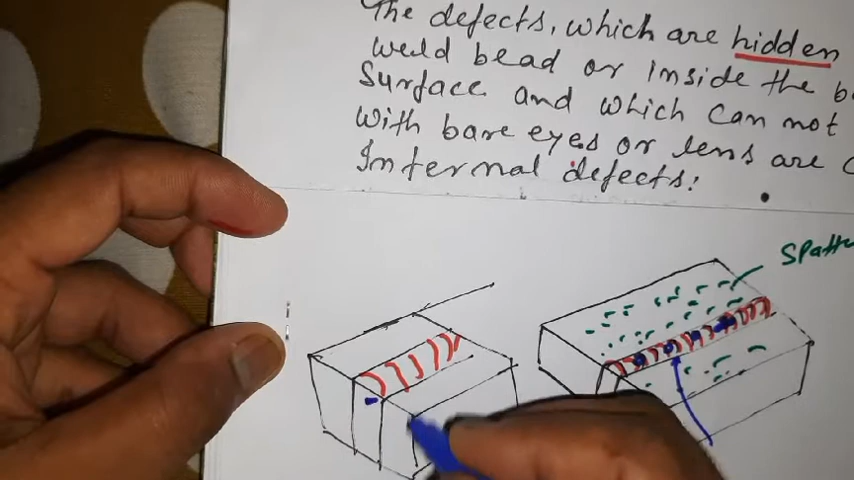 The defects, which are hidden
weld bead or inside the
Surface and which can not
with bare eyes or lens are
Internal defects: